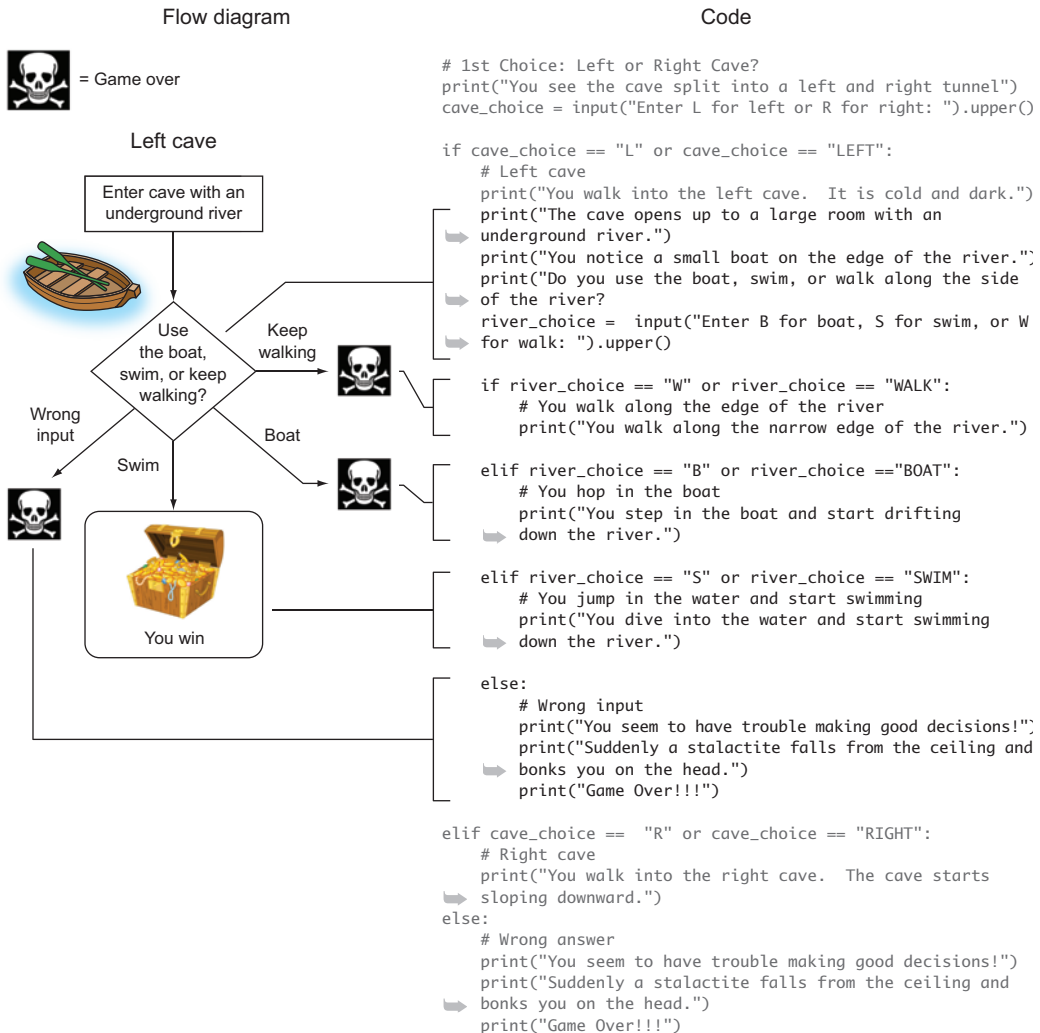 Flow diagram
Code
= Game over
Left cave
Enter cave with an
underground river
Use
the boat,
swim, or keep
walking?
Keep
walking
Wrong
input
Boat
Swim
You win
# 1st Choice: Left or Right Cave?
print("You see the cave split into a left and right tunnel")
cave_choice = input("Enter L for left or R for right: ").upper()
if cave_choice == "L" or cave_choice == "LEFT":
    # Left cave
    print("You walk into the left cave.  It is cold and dark.")
    print("The cave opens up to a large room with an
    underground river.")
    print("You notice a small boat on the edge of the river.")
    print("Do you use the boat, swim, or walk along the side
    of the river?
    river_choice =  input("Enter B for boat, S for swim, or W
    for walk: ").upper()
    if river_choice == "W" or river_choice == "WALK":
        # You walk along the edge of the river
        print("You walk along the narrow edge of the river.")
    elif river_choice == "B" or river_choice =="BOAT":
        # You hop in the boat
        print("You step in the boat and start drifting
        down the river.")
    elif river_choice == "S" or river_choice == "SWIM":
        # You jump in the water and start swimming
        print("You dive into the water and start swimming
        down the river.")
    else:
        # Wrong input
        print("You seem to have trouble making good decisions!")
        print("Suddenly a stalactite falls from the ceiling and
        bonks you on the head.")
        print("Game Over!!!")
elif cave_choice ==  "R" or cave_choice == "RIGHT":
    # Right cave
    print("You walk into the right cave.  The cave starts
    sloping downward.")
else:
    # Wrong answer
    print("You seem to have trouble making good decisions!")
    print("Suddenly a stalactite falls from the ceiling and
    bonks you on the head.")
    print("Game Over!!!")